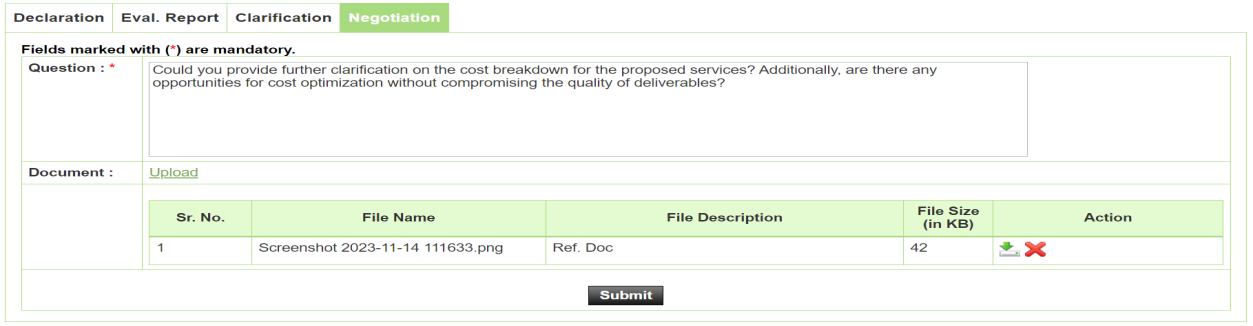 Declaration Eval. Report Clarification Negotiation
Fields marked with (*) are mandatory.
Question : *
Could you provide further clarification on the cost breakdown for the proposed services? Additionally, are there any
opportunities for cost optimization without compromising the quality of deliverables?
Document :
Upload
Sr. No. File Name File Description File Size (in KB) Action
1 Screenshot 2023-11-14 111633.png Ref. Doc 42
Submit